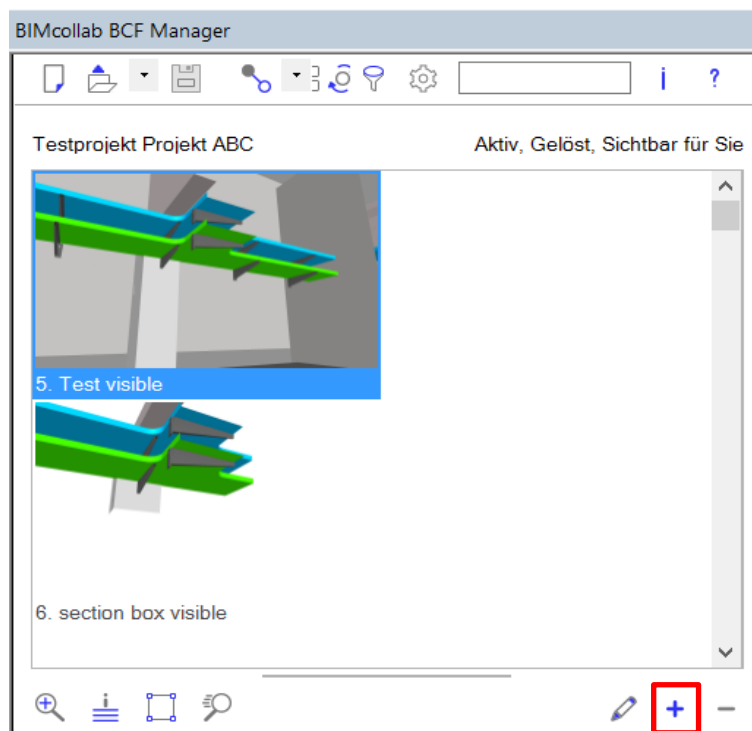 BIMcollab BCF Manager
i ?
Testprojekt Projekt ABC Aktiv, Gelöst, Sichtbar für Sie
5. Test visible
6. section box visible